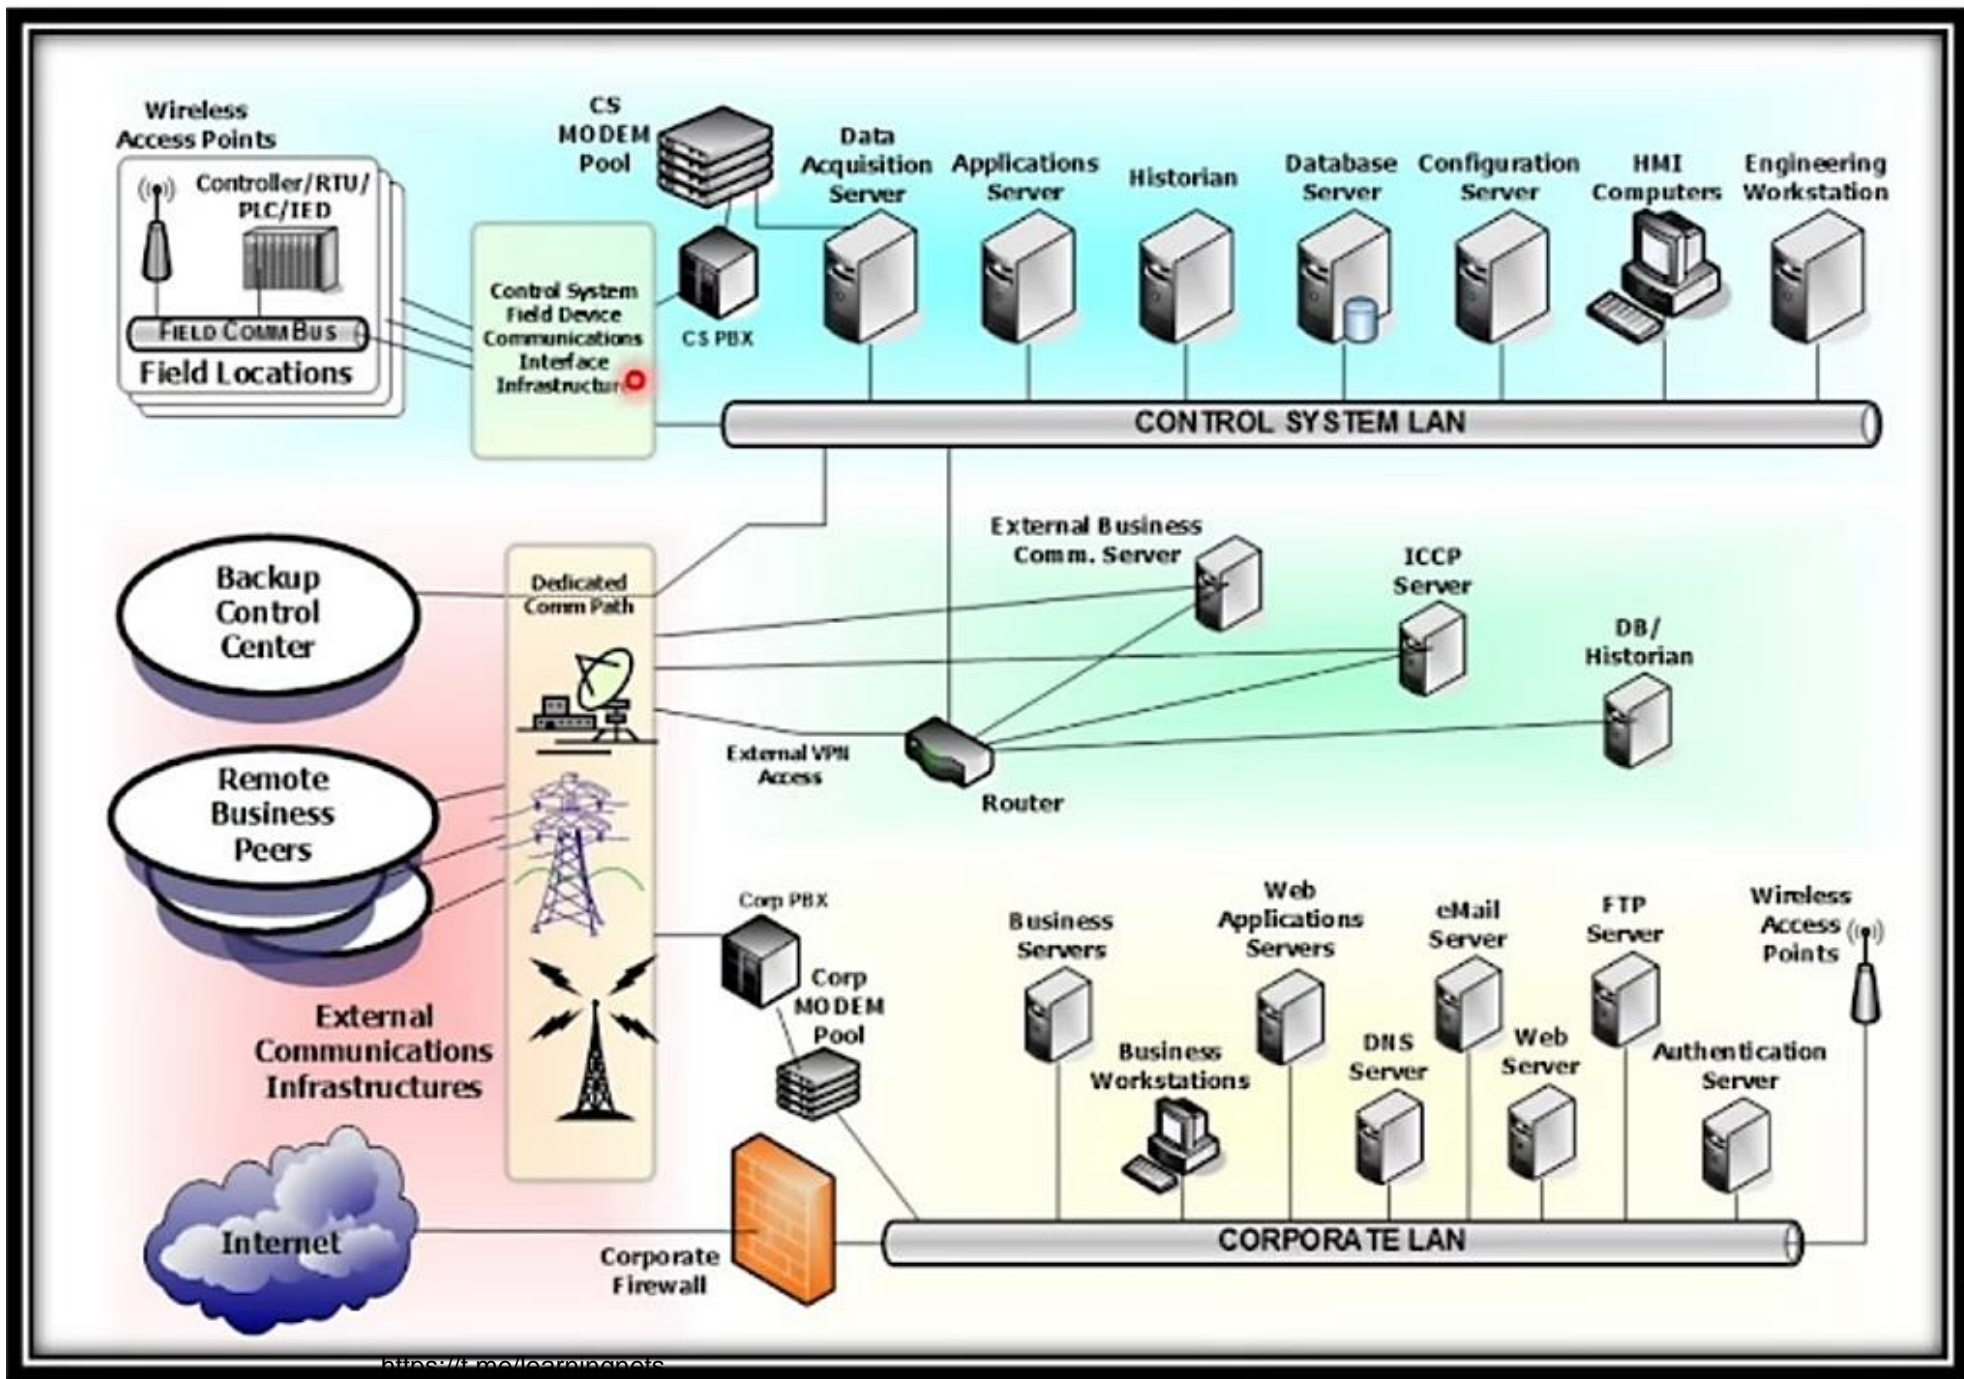 Wireless
Access Points
Controller/RTU/
PLC/IED
FIELD COMM BUS
Field Locations
Control System
Field Device
Communications
Interface
CS
MODEM
Pool
CS PBX
Data
Acquisition
Server
Applications
Server
Historian
Database
Server
Configuration
Server
HMI
Computers
Engineering
Workstation
CONTROL SYSTEM LAN
Backup
Control
Center
Dedicated
Comm Path
External Business
Comm. Server
ICCP
Server
DB/
Historian
External VPN
Access
Router
Remote
Business
Peers
External
Communications
Infrastructures
Corp PBX
Corp
MODEM
Pool
Business
Servers
Business
Workstations
Web
Applications
Servers
DNS
Server
eMail
Server
Web
Server
FTP
Server
Authentication
Server
Wireless
Access
Points
Internet
Corporate
Firewall
CORPORATE LAN